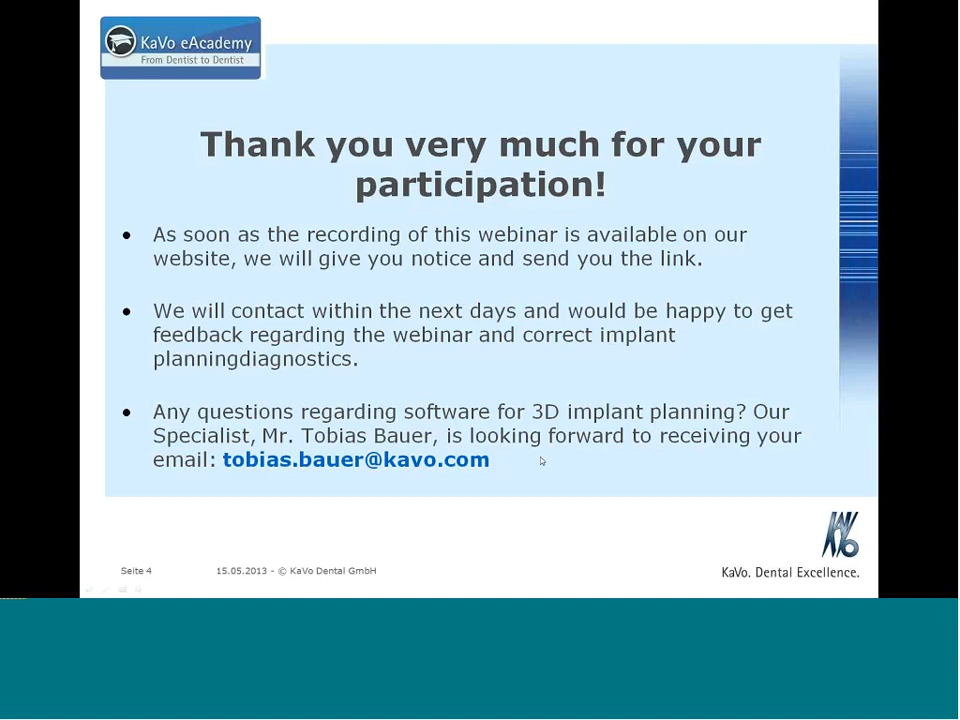 KaVo eAcademy
From Dentist to Dentist
Thank you very much for your
participation!
• As soon as the recording of this webinar is available on our
website, we will give you notice and send you the link.
• We will contact within the next days and would be happy to get
feedback regarding the webinar and correct implant
planningdiagnostics.
• Any questions regarding software for 3D implant planning? Our
Specialist, Mr. Tobias Bauer, is looking forward to receiving your
email: tobias.bauer@kavo.com
KAVO
Seite 4 15.05.2013 - © KaVo Dental GmbH
KaVo. Dental Excellence.